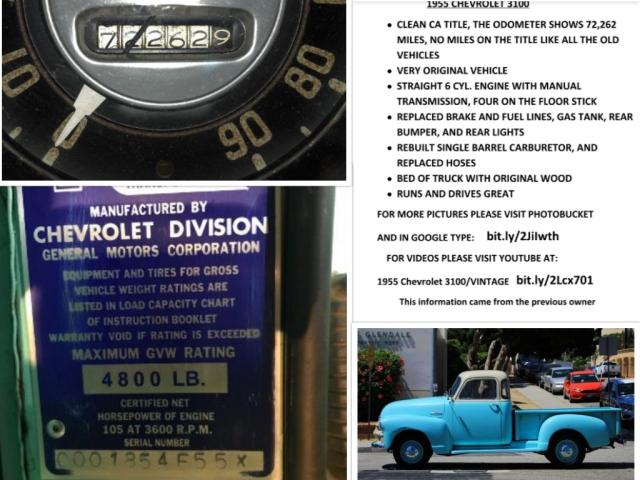 722629
10
0
90
80
1955 CHEVROLET 3100
• CLEAN CA TITLE, THE ODOMETER SHOWS 72,262
MILES, NO MILES ON THE TITLE LIKE ALL THE OLD
VEHICLES
• VERY ORIGINAL VEHICLE
• STRAIGHT 6 CYL. ENGINE WITH MANUAL
TRANSMISSION, FOUR ON THE FLOOR STICK
• REPLACED BRAKE AND FUEL LINES, GAS TANK, REAR
BUMPER, AND REAR LIGHTS
• REBUILT SINGLE BARREL CARBURETOR, AND
REPLACED HOSES
• BED OF TRUCK WITH ORIGINAL WOOD
• RUNS AND DRIVES GREAT
FOR MORE PICTURES PLEASE VISIT PHOTOBUCKET
AND IN GOOGLE TYPE: bit.ly/2Jilwth
FOR VIDEOS PLEASE VISIT YOUTUBE AT:
1955 Chevrolet 3100/VINTAGE bit.ly/2Lcx701
This information came from the previous owner
MANUFACTURED BY
CHEVROLET DIVISION
GENERAL MOTORS CORPORATION
EQUIPMENT AND TIRES FOR GROSS
VEHICLE WEIGHT RATINGS ARE
LISTED IN LOAD CAPACITY CHART
OF INSTRUCTION BOOKLET
WARRANTY VOID IF RATING IS EXCEEDED
MAXIMUM GVW RATING
4800 LB.
CERTIFIED NET
HORSEPOWER OF ENGINE
105 AT 3600 R.P.M.
SERIAL NUMBER
0001854F55X
GLENDALE